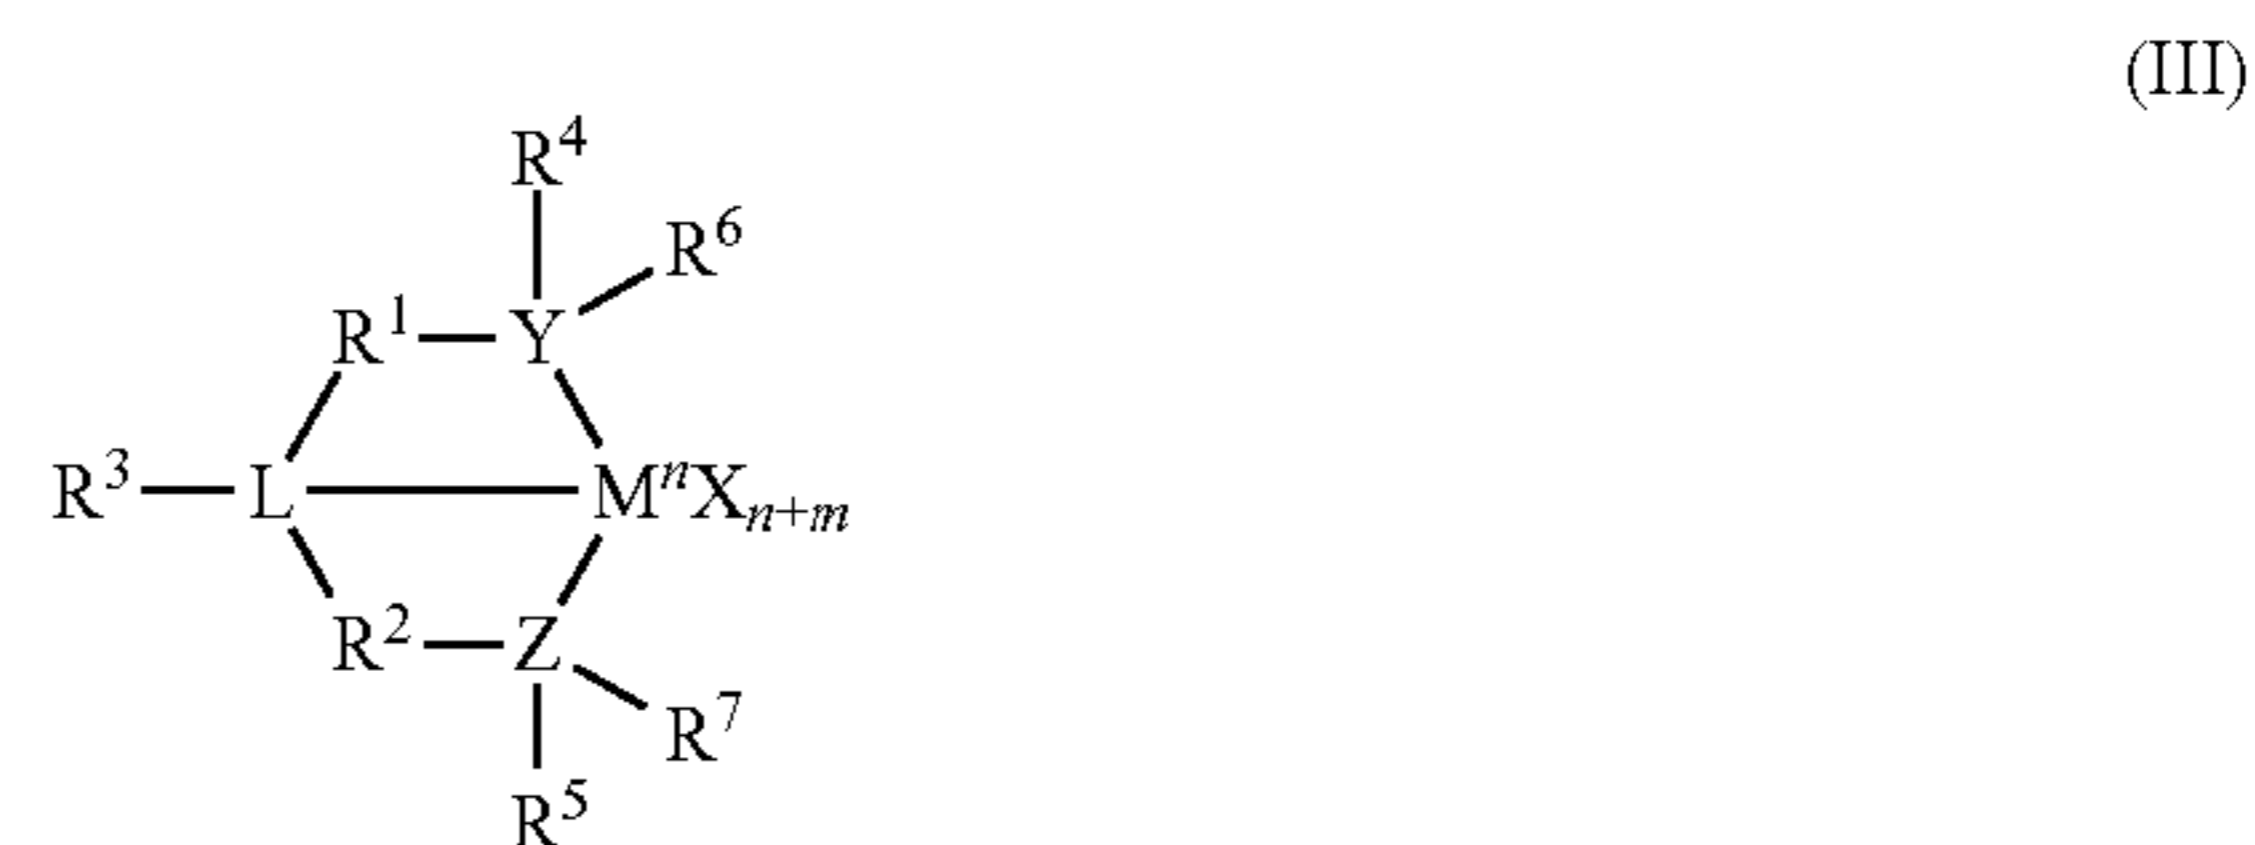 (III)
R⁴
R⁶
R¹—Y
R³—L—MⁿXₙ₊ₘ
R²—Z
R⁷
R⁵